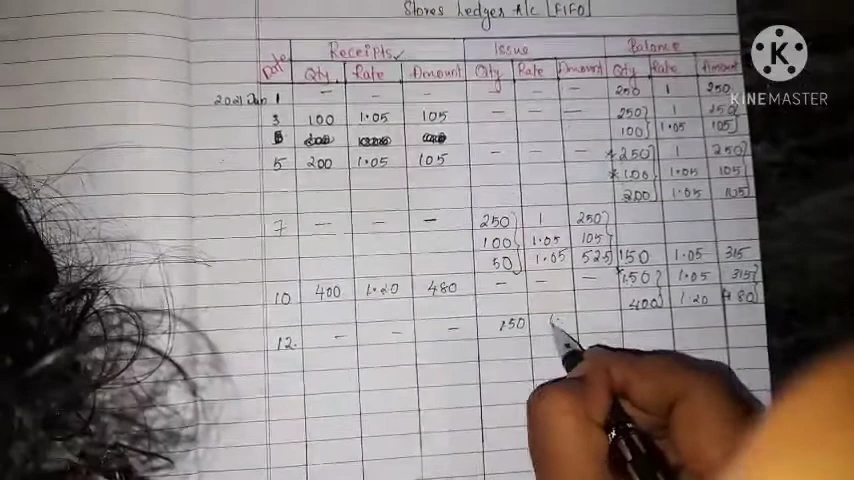 Stores Ledger A/c [FIFO]
Receipts Issue Balance
Date Qty Rate Amount Qty Rate Amount Qty Rate Amount
2021 Jan 1 - - - - - - 250 1 250
3 100 1.05 105 - - - 250 1 250
100 1.05 105
5 200 1.05 105 - - - *250 1 250
*100 1.05 105
200 1.05 105
7 - - - 250 1 250
100 1.05 105
50 1.05 525 150 1.05 315
10 400 1.20 480 - - - *150 1.05 315
400 1.20 480
12. - - - 150
K
KINEMASTER